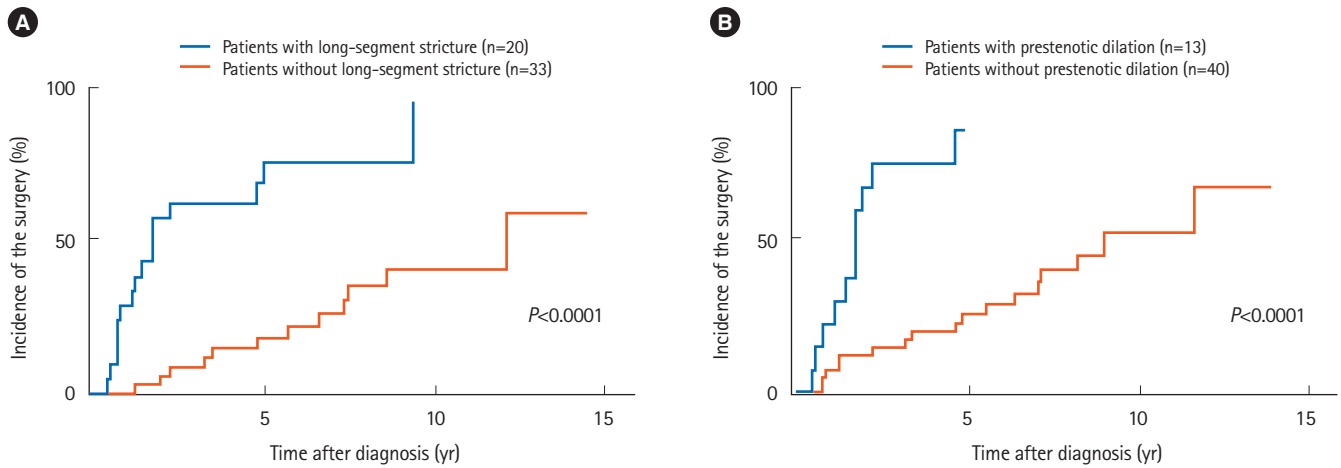 A
Patients with long-segment stricture (n=20)
Patients without long-segment stricture (n=33)
100
50
0
Incidence of the surgery (%)
P<0.0001
5
10
15
Time after diagnosis (yr)
B
Patients with prestenotic dilation (n=13)
Patients without prestenotic dilation (n=40)
100
50
0
Incidence of the surgery (%)
P<0.0001
5
10
15
Time after diagnosis (yr)